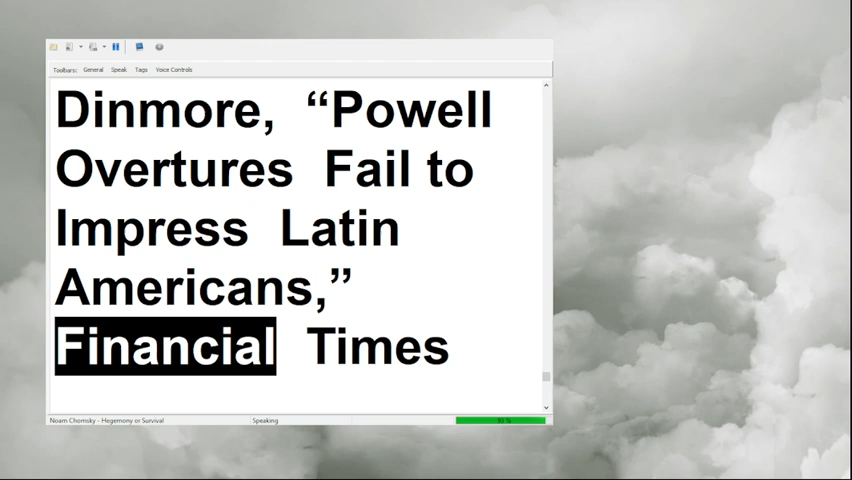 Toolbars: General Speak Tags Voice Controls
Dinmore, “Powell
Overtures Fail to
Impress Latin
Americans,”
Financial Times
Noam Chomsky - Hegemony or Survival Speaking